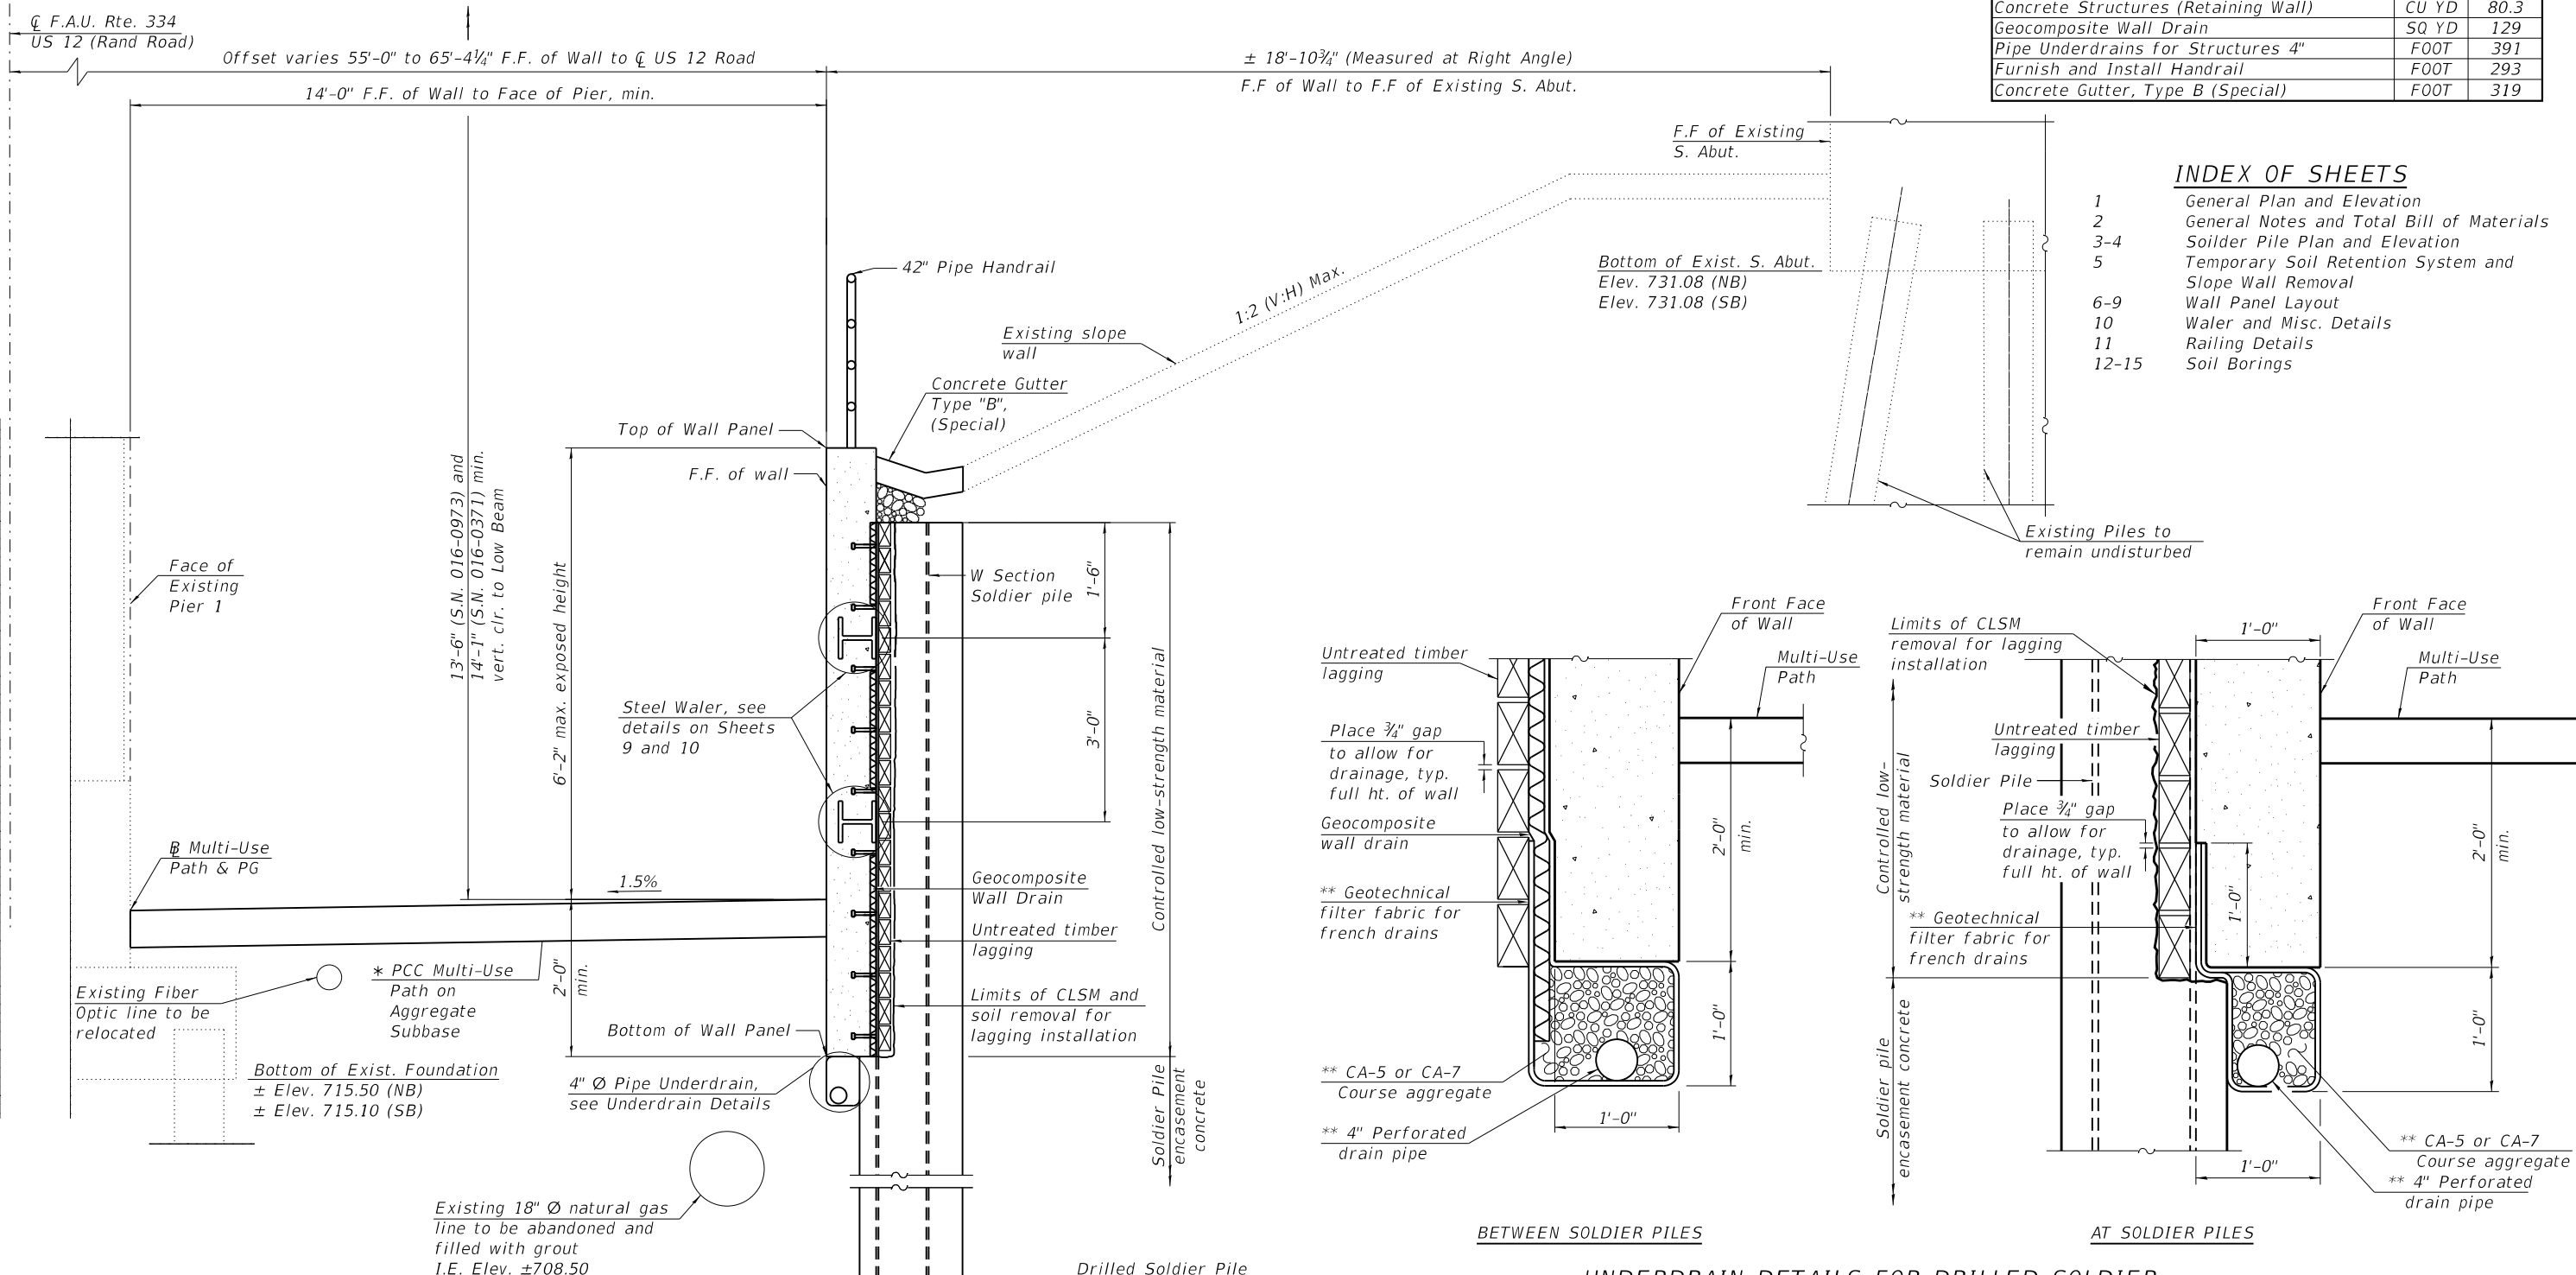 ℄ F.A.U. Rte. 334
US 12 (Rand Road)
Offset varies 55'-0" to 65'-4¼" F.F. of Wall to ℄ US 12 Road
± 18'-10¾" (Measured at Right Angle)
F.F of Wall to F.F of Existing S. Abut.
14'-0" F.F. of Wall to Face of Pier, min.
Concrete Structures (Retaining Wall) CU YD 80.3
Geocomposite Wall Drain SQ YD 129
Pipe Underdrains for Structures 4" FOOT 391
Furnish and Install Handrail FOOT 293
Concrete Gutter, Type B (Special) FOOT 319
F.F of Existing
S. Abut.
INDEX OF SHEETS
1 General Plan and Elevation
2 General Notes and Total Bill of Materials
3-4 Soilder Pile Plan and Elevation
5 Temporary Soil Retention System and
Slope Wall Removal
6-9 Wall Panel Layout
10 Waler and Misc. Details
11 Railing Details
12-15 Soil Borings
42" Pipe Handrail
1:2 (V:H) Max.
Bottom of Exist. S. Abut.
Elev. 731.08 (NB)
Elev. 731.08 (SB)
Existing slope
wall
Concrete Gutter
Type "B",
(Special)
Top of Wall Panel
F.F. of wall
Existing Piles to
remain undisturbed
13'-6" (S.N. 016-0973) and
14'-1" (S.N. 016-0371) min.
vert. clr. to Low Beam
6'-2" max. exposed height
Face of
Existing
Pier 1
W Section
Soldier pile
1'-6"
3'-0"
Controlled low-strength material
Steel Waler, see
details on Sheets
9 and 10
B̲L Multi-Use
Path & PG
1.5%
Geocomposite
Wall Drain
Untreated timber
lagging
Limits of CLSM and
soil removal for
lagging installation
* PCC Multi-Use
Path on
Aggregate
Subbase
2'-0"
min.
Existing Fiber
Optic line to be
relocated
Bottom of Wall Panel
Bottom of Exist. Foundation
± Elev. 715.50 (NB)
± Elev. 715.10 (SB)
4" Ø Pipe Underdrain,
see Underdrain Details
Soldier Pile
encasement
concrete
Existing 18" Ø natural gas
line to be abandoned and
filled with grout
I.E. Elev. ±708.50
Drilled Soldier Pile
Untreated timber
lagging
Front Face
of Wall
Multi-Use
Path
Place ¾" gap
to allow for
drainage, typ.
full ht. of wall
Geocomposite
wall drain
** Geotechnical
filter fabric for
french drains
2'-0"
min.
1'-0"
** CA-5 or CA-7
Course aggregate
** 4" Perforated
drain pipe
1'-0"
BETWEEN SOLDIER PILES
Limits of CLSM
removal for lagging
installation
1'-0"
Front Face
of Wall
Multi-Use
Path
Untreated timber
lagging
Soldier Pile
Place ¾" gap
to allow for
drainage, typ.
full ht. of wall
Controlled low-
strength material
** Geotechnical
filter fabric for
french drains
1'-0"
2'-0"
min.
1'-0"
Soldier pile
encasement concrete
** CA-5 or CA-7
Course aggregate
1'-0"
** 4" Perforated
drain pipe
AT SOLDIER PILES
UNDERDRAIN DETAILS FOR DRILLED SOLDIER